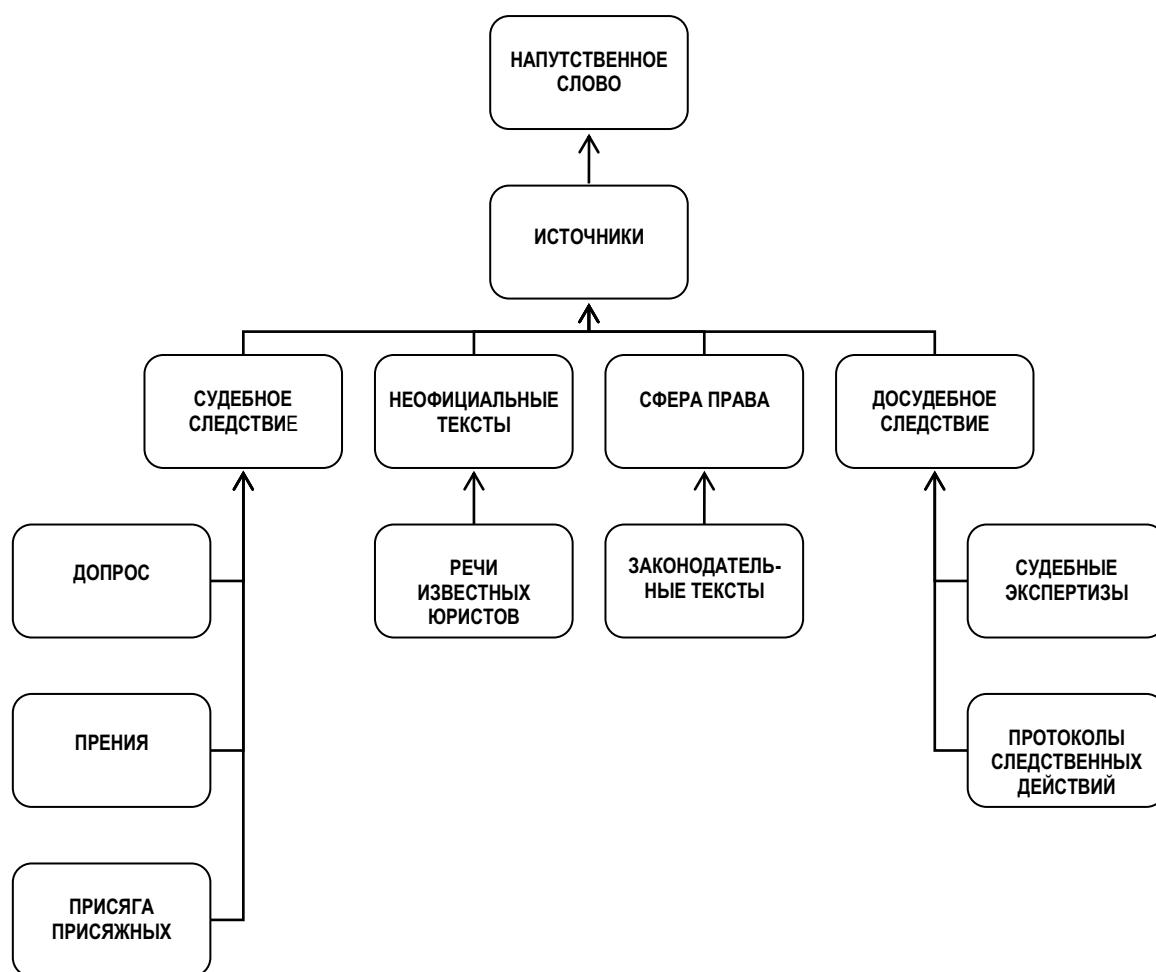 НАПУТСТВЕННОЕ
СЛОВО
ИСТОЧНИКИ
СУДЕБНОЕ
СЛЕДСТВИЕ
НЕОФИЦИАЛЬНЫЕ
ТЕКСТЫ
СФЕРА ПРАВА
ДОСУДЕБНОЕ
СЛЕДСТВИЕ
ДОПРОС
РЕЧИ
ИЗВЕСТНЫХ
ЮРИСТОВ
ЗАКОНОДАТЕЛЬ-
НЫЕ ТЕКСТЫ
СУДЕБНЫЕ
ЭКСПЕРТИЗЫ
ПРЕНИЯ
ПРОТОКОЛЫ
СЛЕДСТВЕННЫХ
ДЕЙСТВИЙ
ПРИСЯГА
ПРИСЯЖНЫХ